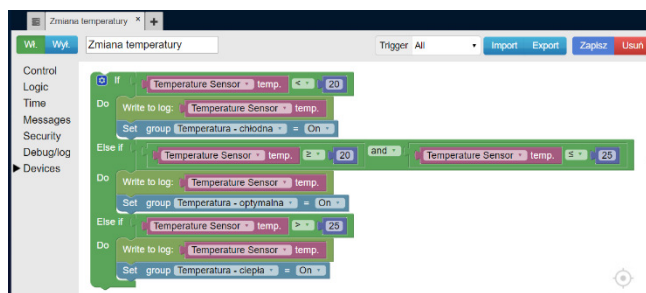 Zmiana temperatury × +
Wł. Wył. Zmiana temperatury Trigger All Import Export Zapisz Usuń
Control
Logic
Time
Messages
Security
Debug/log
Devices
If Temperature Sensor temp. < 20
Do Write to log: Temperature Sensor temp.
Set group Temperatura - chłodna = On
Else if Temperature Sensor temp. ≥ 20 and Temperature Sensor temp. ≤ 25
Do Write to log: Temperature Sensor temp.
Set group Temperatura - optymalna = On
Else if Temperature Sensor temp. > 25
Do Write to log: Temperature Sensor temp.
Set group Temperatura - ciepła = On